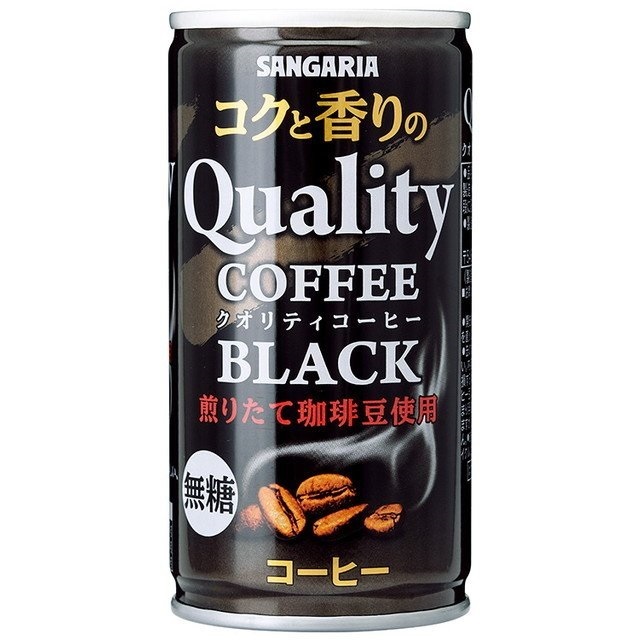 SANGARIA
コクと香りの
Quality
COFFEE
クオリティコーヒー
BLACK
煎りたて珈琲豆使用
無糖
コーヒー